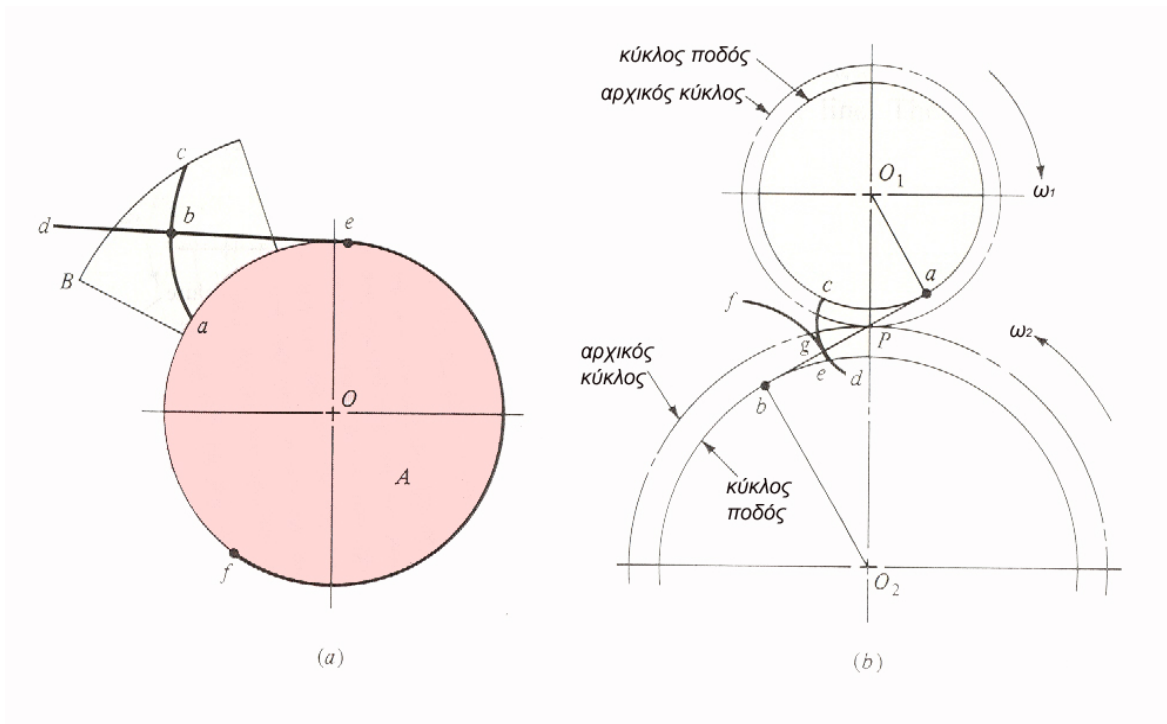 c
d
b
e
B
a
O
A
f
(a)
κύκλος ποδός
αρχικός κύκλος
O1
ω1
a
c
f
g
P
e
d
b
ω2
αρχικός
κύκλος
κύκλος
ποδός
O2
(b)